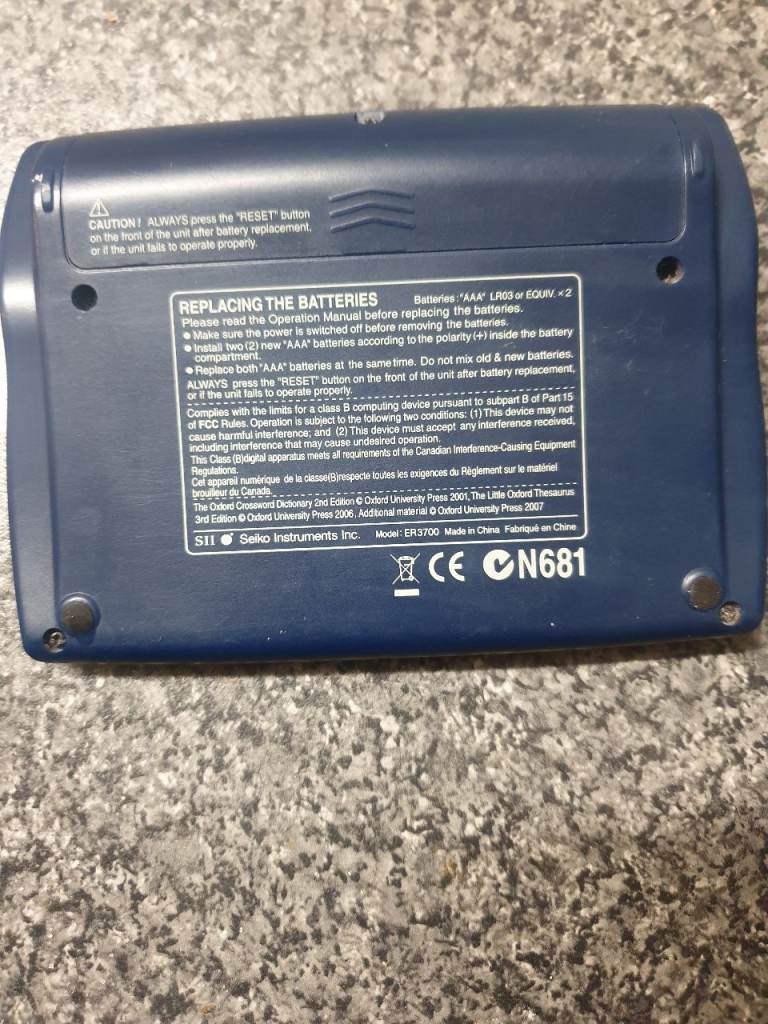 CAUTION! ALWAYS press the "RESET" button
on the front of the unit after battery replacement,
or if the unit fails to operate properly.
REPLACING THE BATTERIES Batteries: "AAA" LR03 or EQUIV. ×2
Please read the Operation Manual before replacing the batteries.
● Make sure the power is switched off before removing the batteries.
● Install two (2) new "AAA" batteries according to the polarity (+) inside the battery
compartment.
● Replace both "AAA" batteries at the same time. Do not mix old & new batteries.
ALWAYS press the "RESET" button on the front of the unit after battery replacement,
or if the unit fails to operate properly.
Complies with the limits for a class B computing device pursuant to subpart B of Part 15
of FCC Rules. Operation is subject to the following two conditions: (1) This device may not
cause harmful interference; and (2) This device must accept any interference received,
including interference that may cause undesired operation.
This Class (B) digital apparatus meets all requirements of the Canadian Interference-Causing Equipment
Regulations.
Cet appareil numérique de la classe(B)respecte toutes les exigences du Règlement sur le matériel
brouilleur du Canada.
The Oxford Crossword Dictionary 2nd Edition © Oxford University Press 2001, The Little Oxford Thesaurus
3rd Edition © Oxford University Press 2006, Additional material © Oxford University Press 2007
SII Seiko Instruments Inc. Model: ER3700 Made in China Fabriqué en Chine
CE N681